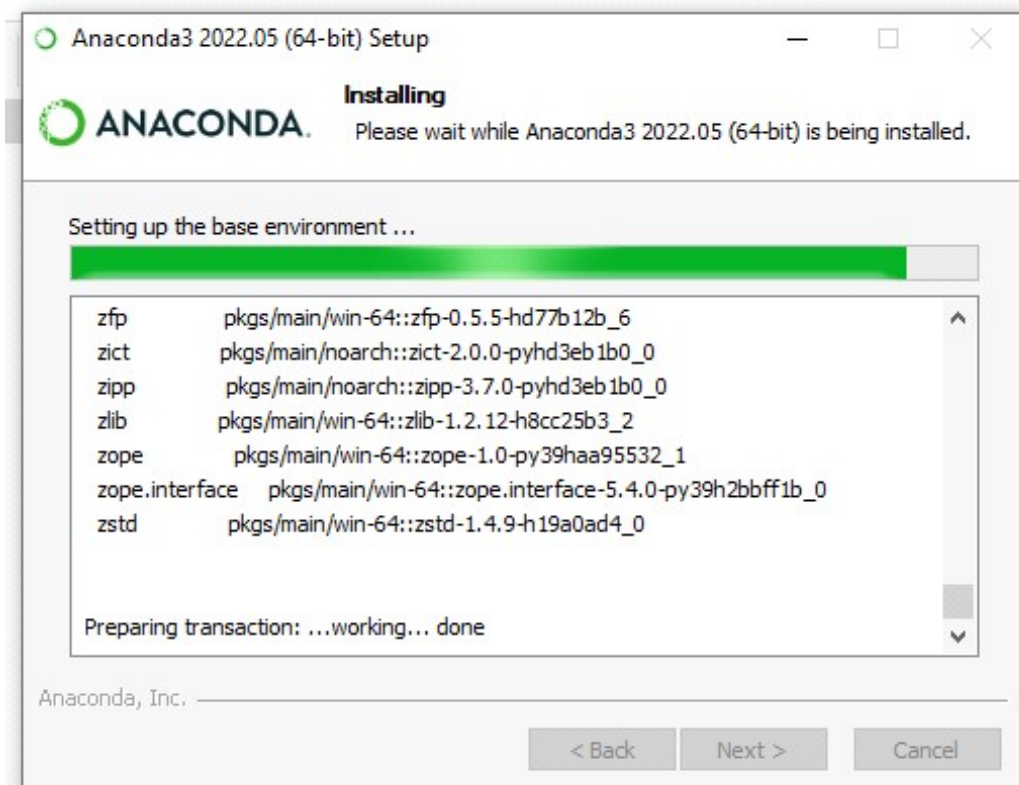 Anaconda3 2022.05 (64-bit) Setup
ANACONDA.
Installing
Please wait while Anaconda3 2022.05 (64-bit) is being installed.
Setting up the base environment ...
zfp pkgs/main/win-64::zfp-0.5.5-hd77b12b_6
zict pkgs/main/noarch::zict-2.0.0-pyhd3eb1b0_0
zipp pkgs/main/noarch::zipp-3.7.0-pyhd3eb1b0_0
zlib pkgs/main/win-64::zlib-1.2.12-h8cc25b3_2
zope pkgs/main/win-64::zope-1.0-py39haa95532_1
zope.interface pkgs/main/win-64::zope.interface-5.4.0-py39h2bbff1b_0
zstd pkgs/main/win-64::zstd-1.4.9-h19a0ad4_0
Preparing transaction: ...working... done
Anaconda, Inc.
< Back Next > Cancel